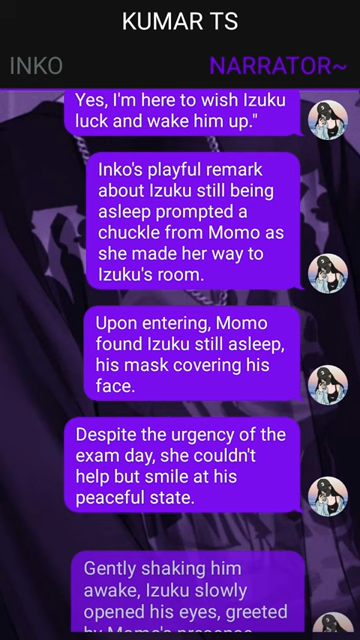 KUMAR TS
INKO
NARRATOR~
Yes, I'm here to wish Izuku
luck and wake him up."
Inko's playful remark
about Izuku still being
asleep prompted a
chuckle from Momo as
she made her way to
Izuku's room.
Upon entering, Momo
found Izuku still asleep,
his mask covering his
face.
Despite the urgency of the
exam day, she couldn't
help but smile at his
peaceful state.
Gently shaking him
awake, Izuku slowly
opened his eyes, greeted
by Momo's presence